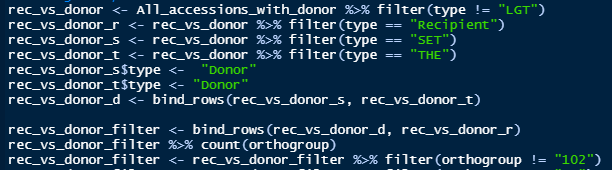 rec_vs_donor <- All_accessions_with_donor %>% filter(type != "LGT")
rec_vs_donor_r <- rec_vs_donor %>% filter(type == "Recipient")
rec_vs_donor_s <- rec_vs_donor %>% filter(type == "SET")
rec_vs_donor_t <- rec_vs_donor %>% filter(type == "THE")
rec_vs_donor_s$type <-  "Donor"
rec_vs_donor_t$type <- "Donor"
rec_vs_donor_d <- bind_rows(rec_vs_donor_s, rec_vs_donor_t)
rec_vs_donor_filter <- bind_rows(rec_vs_donor_d, rec_vs_donor_r)
rec_vs_donor_filter %>% count(orthogroup)
rec_vs_donor_filter <- rec_vs_donor_filter %>% filter(orthogroup != "102")